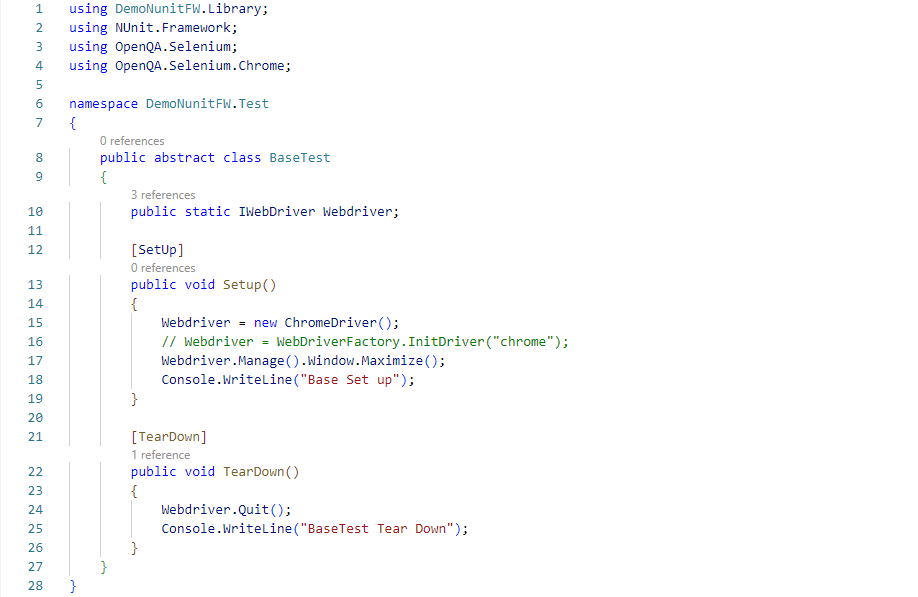 1 using DemoNunitFW.Library;
2 using NUnit.Framework;
3 using OpenQA.Selenium;
4 using OpenQA.Selenium.Chrome;
5
6 namespace DemoNunitFW.Test
7 {
0 references
8 public abstract class BaseTest
9 {
3 references
10 public static IWebDriver Webdriver;
11
12 [SetUp]
0 references
13 public void Setup()
14 {
15 Webdriver = new ChromeDriver();
16 // Webdriver = WebDriverFactory.InitDriver("chrome");
17 Webdriver.Manage().Window.Maximize();
18 Console.WriteLine("Base Set up");
19 }
20
21 [TearDown]
1 reference
22 public void TearDown()
23 {
24 Webdriver.Quit();
25 Console.WriteLine("BaseTest Tear Down");
26 }
27 }
28 }